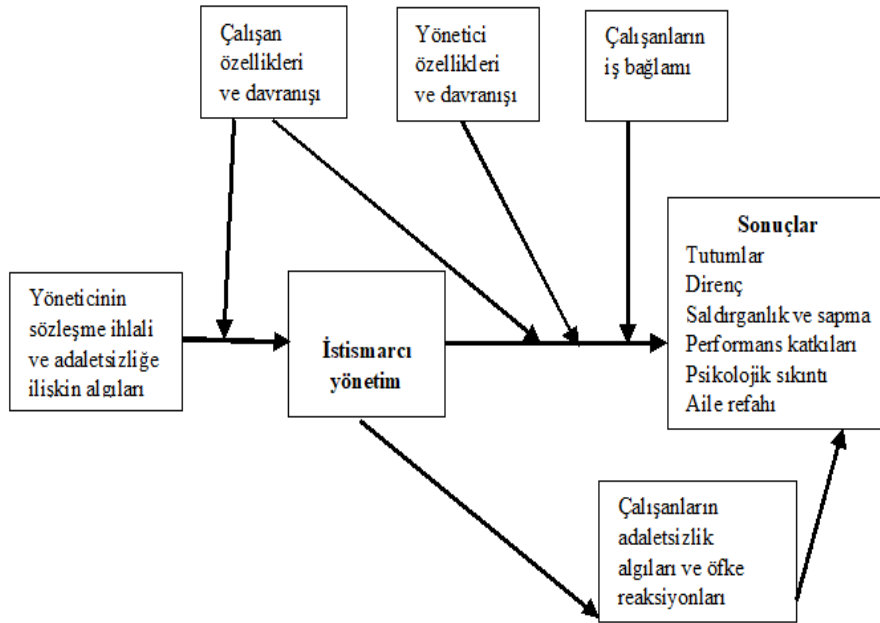 Çalışan
özellikleri
ve davranışı
Yönetici
özellikleri
ve davranışı
Çalışanların
iş bağlamı
Yöneticinin
sözleşme ihlali
ve adaletsizliğe
ilişkin algıları
İstismarcı
yönetim
Sonuçlar
Tutumlar
Direnç
Saldırganlık ve sapma
Performans katkıları
Psikolojik sıkıntı
Aile refahı
Çalışanların
adaletsizlik
algıları ve öfke
reaksiyonları